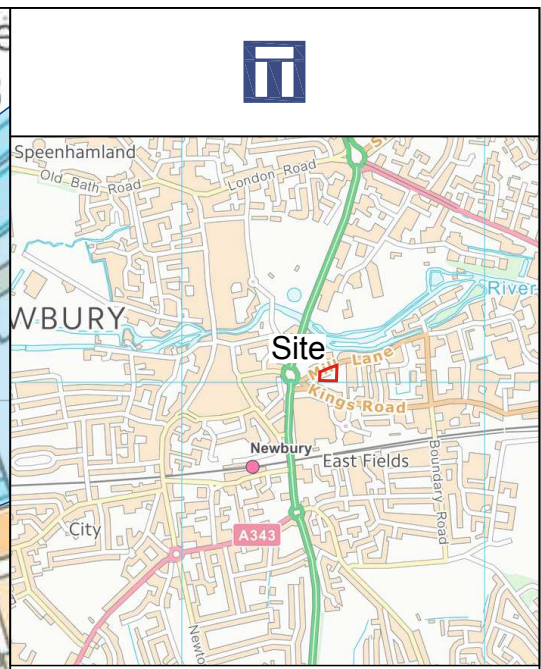 Speenhamland
Old Bath Road
London Road
WBURY
River
Site
Mill Lane
Kings Road
Newbury
East Fields
Boundary Road
City
A343
Newto